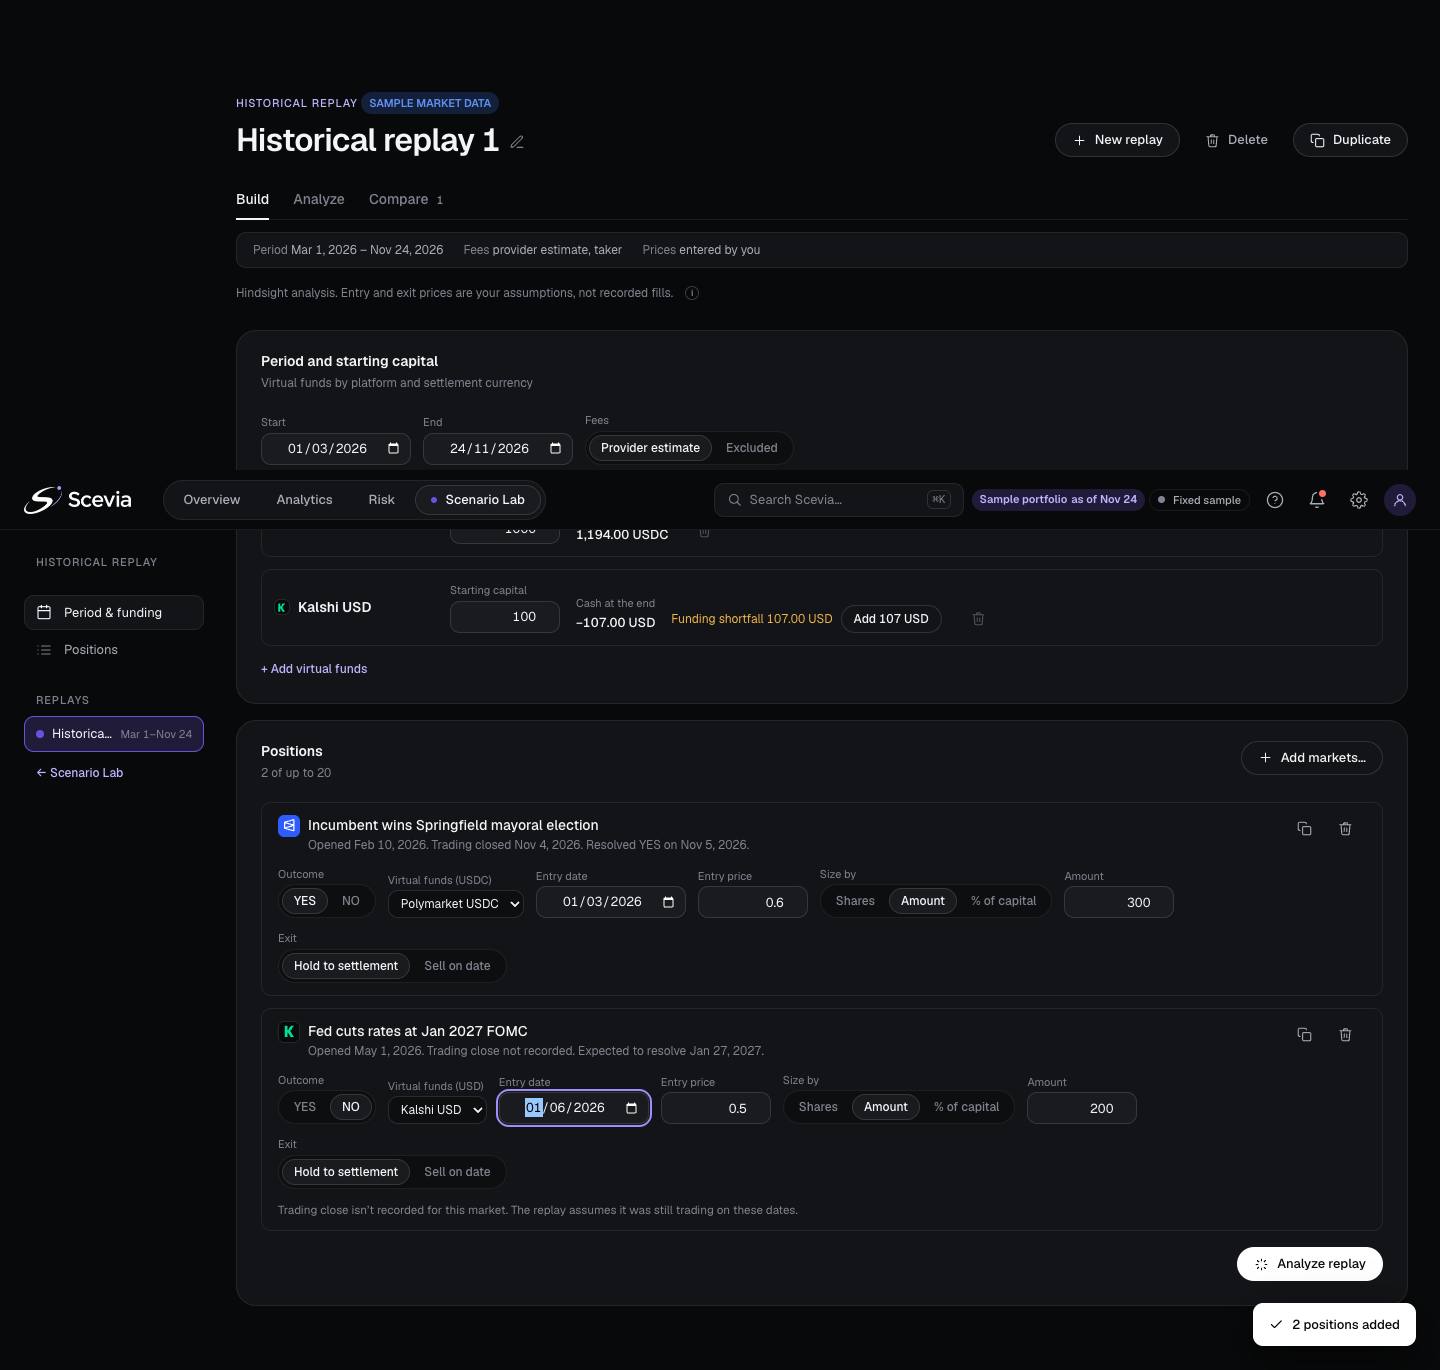 HISTORICAL REPLAY SAMPLE MARKET DATA
Historical replay 1
New replay Delete Duplicate
Build Analyze Compare 1
Period Mar 1, 2026 – Nov 24, 2026 Fees provider estimate, taker Prices entered by you
Hindsight analysis. Entry and exit prices are your assumptions, not recorded fills.
Period and starting capital
Virtual funds by platform and settlement currency
Start End Fees
01/03/2026 24/11/2026 Provider estimate Excluded
Scevia Overview Analytics Risk Scenario Lab Search Scevia... ⌘K Sample portfolio as of Nov 24 Fixed sample
1000 1,194.00 USDC
HISTORICAL REPLAY
Period & funding
Positions
REPLAYS
Historica... Mar 1–Nov 24
← Scenario Lab
Starting capital
K Kalshi USD 100 Cash at the end
−107.00 USD Funding shortfall 107.00 USD Add 107 USD
+ Add virtual funds
Positions
2 of up to 20
Add markets...
Incumbent wins Springfield mayoral election
Opened Feb 10, 2026. Trading closed Nov 4, 2026. Resolved YES on Nov 5, 2026.
Outcome Virtual funds (USDC) Entry date Entry price Size by Amount
YES NO Polymarket USDC 01/03/2026 0.6 Shares Amount % of capital 300
Exit
Hold to settlement Sell on date
K Fed cuts rates at Jan 2027 FOMC
Opened May 1, 2026. Trading close not recorded. Expected to resolve Jan 27, 2027.
Outcome Virtual funds (USD) Entry date Entry price Size by Amount
YES NO Kalshi USD 01/06/2026 0.5 Shares Amount % of capital 200
Exit
Hold to settlement Sell on date
Trading close isn't recorded for this market. The replay assumes it was still trading on these dates.
Analyze replay
2 positions added